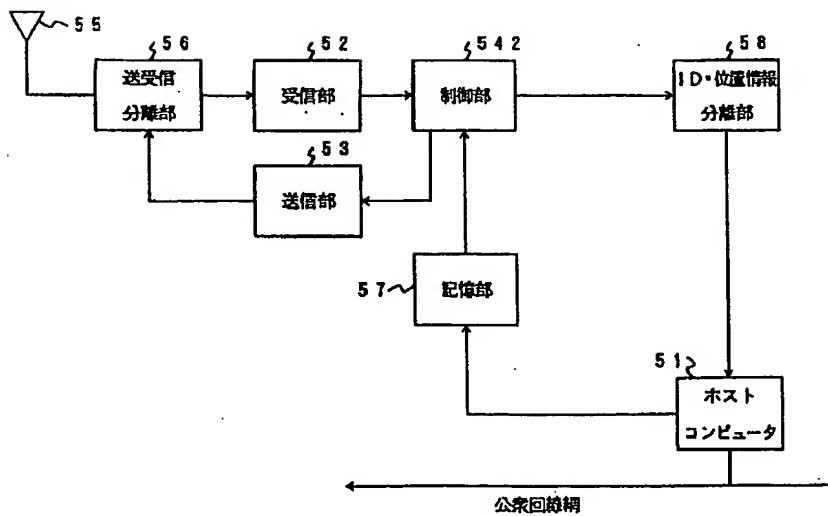 55
56
送受信
分離部
52
受信部
542
制御部
58
ID・位置情報
分離部
53
送信部
57
記憶部
51
ホスト
コンピュータ
公衆回線網